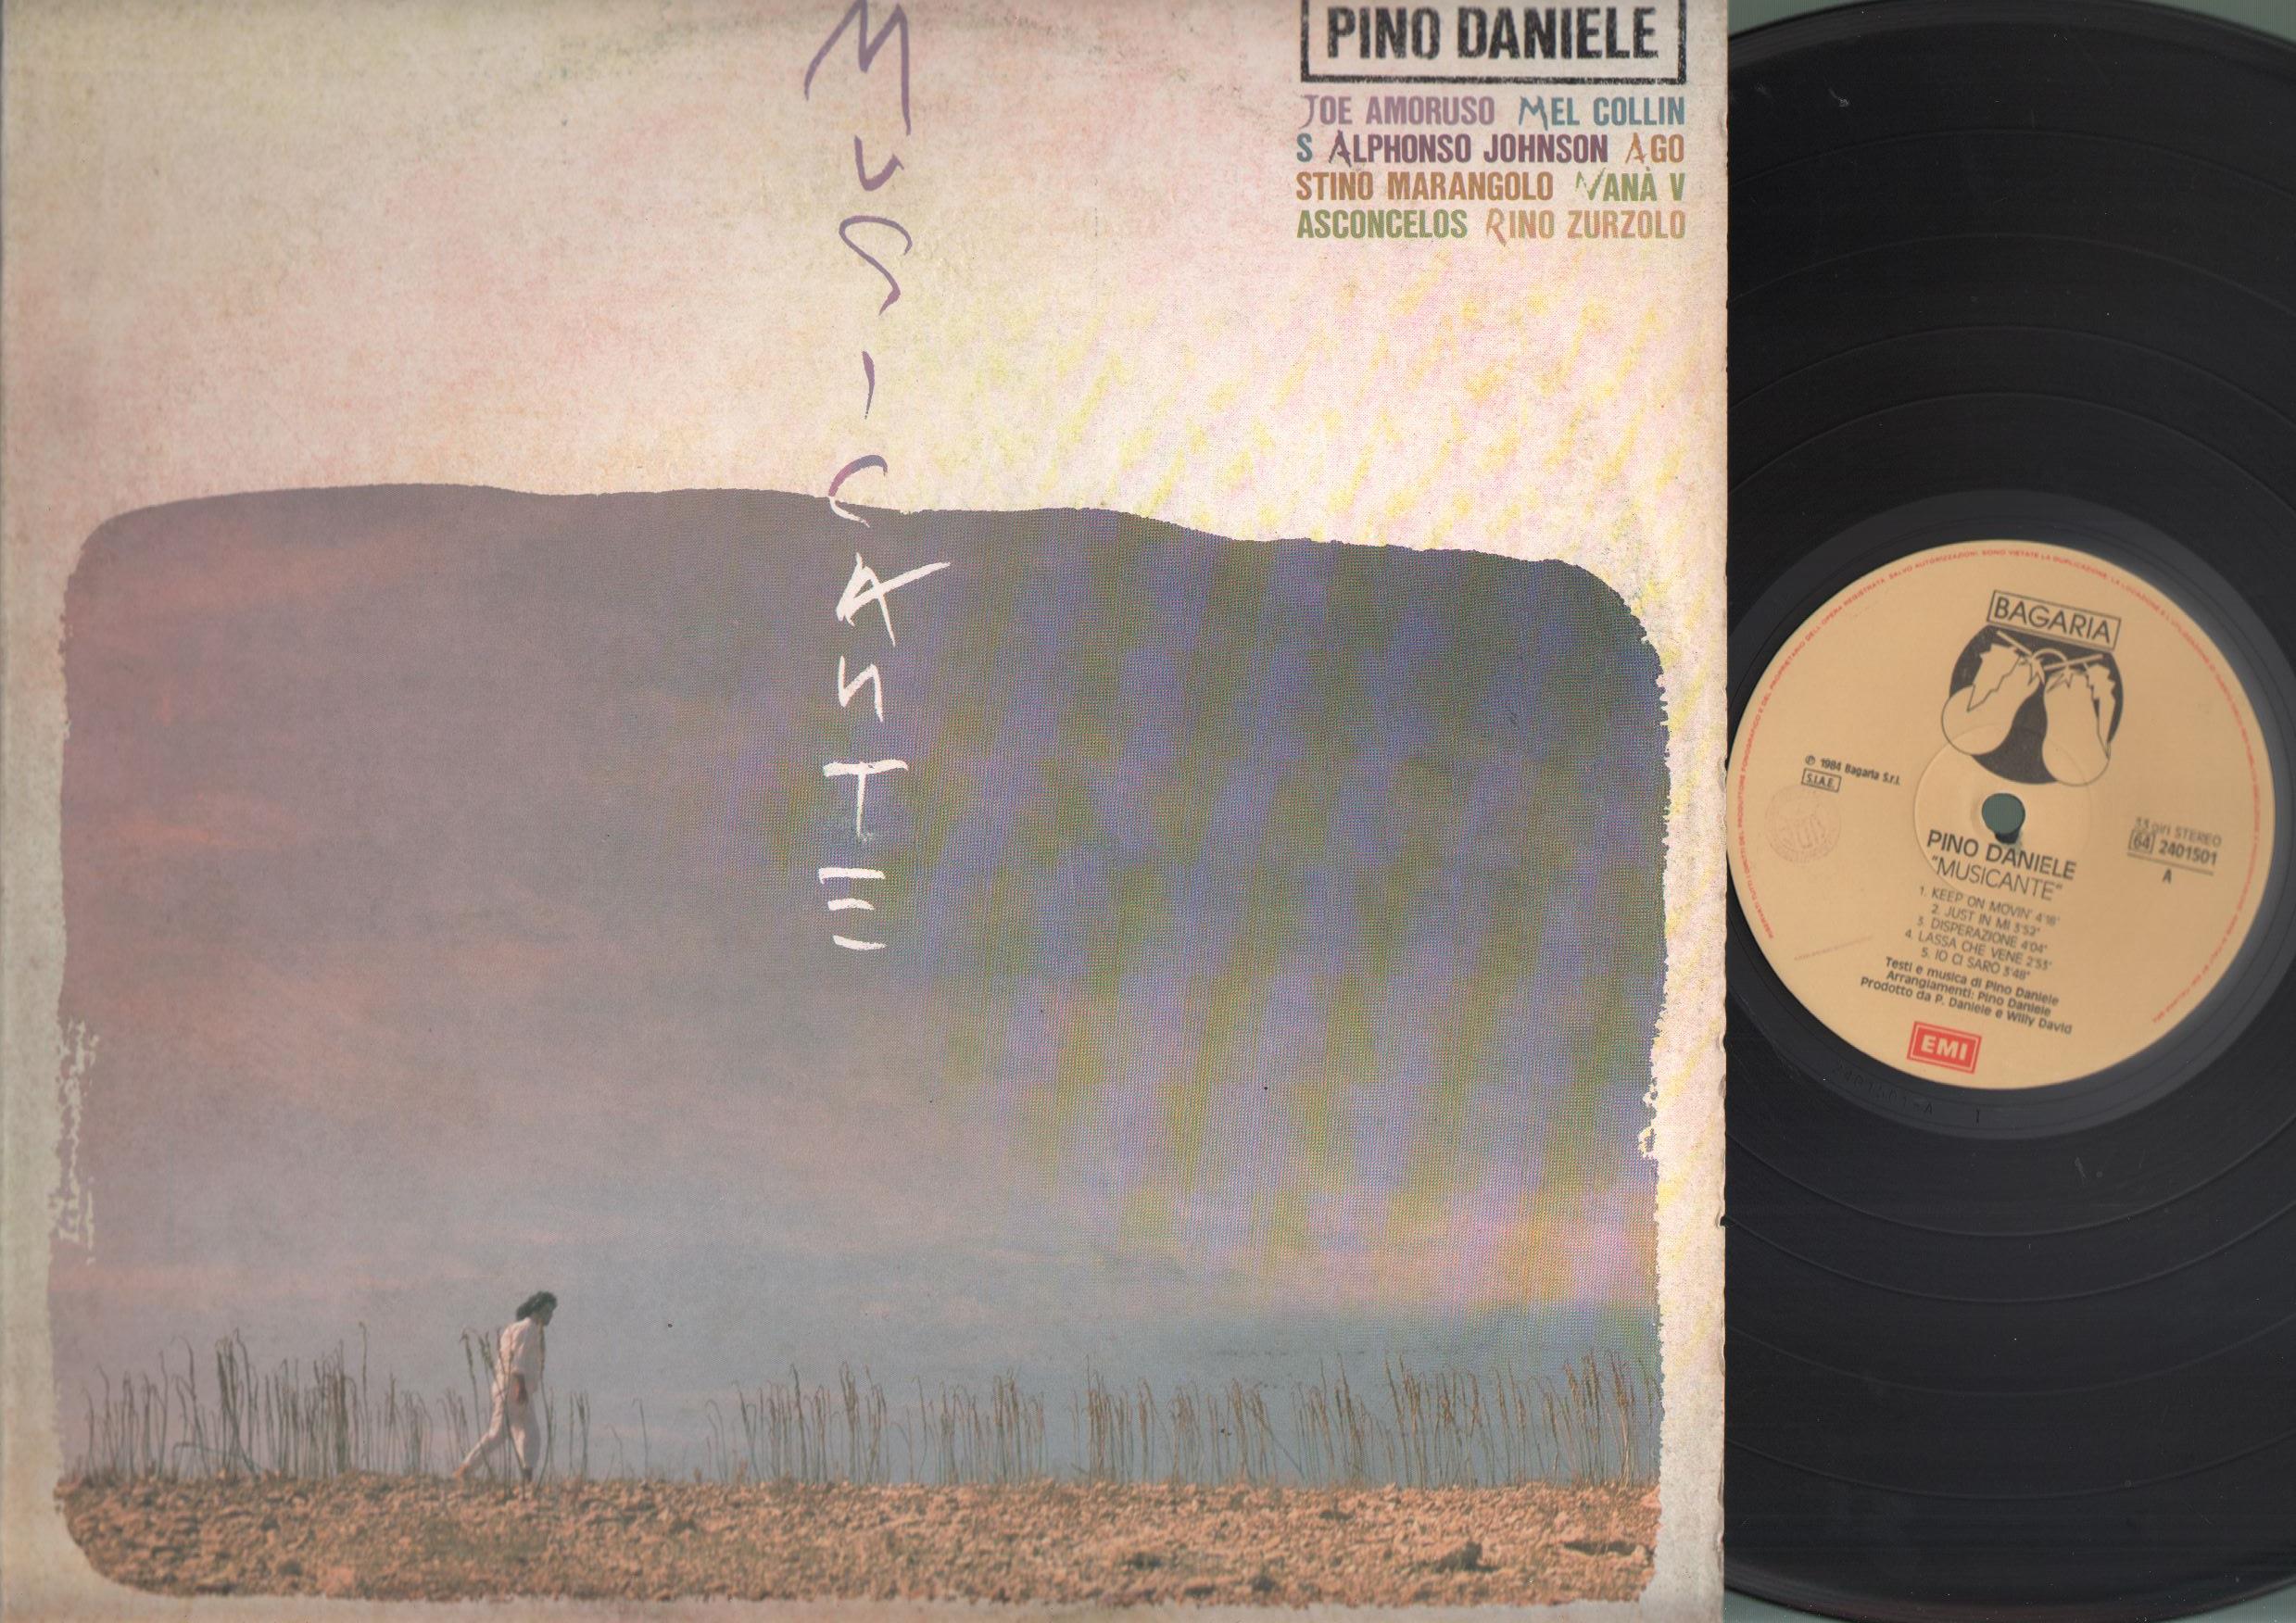 MUSICANTE
PINO DANIELE
JOE AMORUSO MEL COLLIN
S ALPHONSO JOHNSON AGO
STINO MARANGOLO NANÀ V
ASCONCELOS RINO ZURZOLO
BAGARIA
℗ 1984 Bagaria S.r.l.
S.I.A.E.
33 giri STEREO
64 2401501
A
PINO DANIELE
"MUSICANTE"
1. KEEP ON MOVIN' 4'18"
2. JUST IN MI 3'52"
3. DISPERAZIONE 4'04"
4. LASSA CHE VENE 2'53"
5. IO CI SARÒ 3'48"
Testi e musica di Pino Daniele
Arrangiamenti: Pino Daniele
Prodotto da P. Daniele e Willy David
EMI